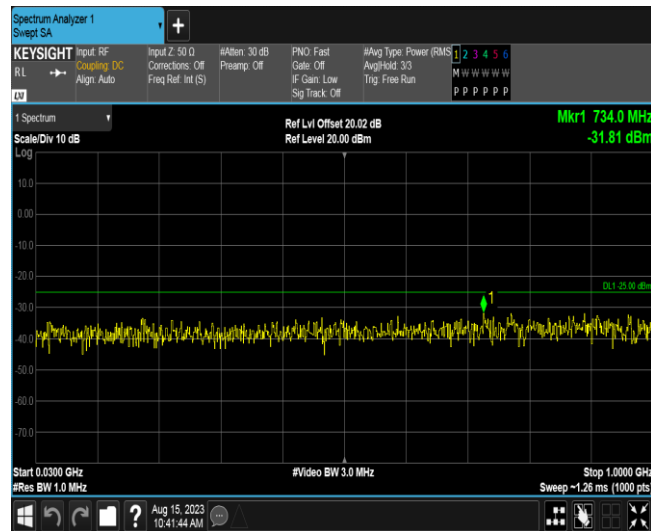 Spectrum Analyzer 1
Swept SA
+
KEYSIGHT
RL
LXI
Input: RF
Coupling: DC
Align: Auto
Input Z: 50 Ω
Corrections: Off
Freq Ref: Int (S)
#Atten: 30 dB
Preamp: Off
PNO: Fast
Gate: Off
IF Gain: Low
Sig Track: Off
#Avg Type: Power (RMS
Avg|Hold: 3/3
Trig: Free Run
1 2 3 4 5 6
M W W W W W
P P P P P P
1 Spectrum
Scale/Div 10 dB
Log
Ref Lvl Offset 20.02 dB
Ref Level 20.00 dBm
Mkr1 734.0 MHz
-31.81 dBm
10.0
0.00
-10.0
-20.0
-30.0
-40.0
-50.0
-60.0
-70.0
DL1 -25.00 dBm
1
Start 0.0300 GHz
#Res BW 1.0 MHz
#Video BW 3.0 MHz
Stop 1.0000 GHz
Sweep ~1.26 ms (1000 pts)
?
Aug 15, 2023
10:41:44 AM